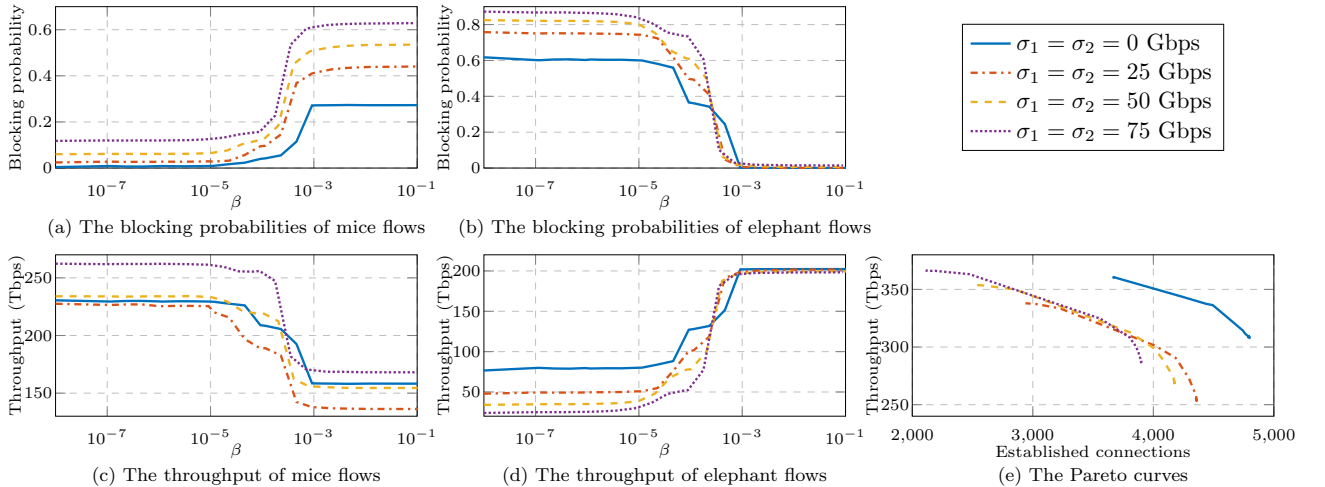 Blocking probability
0.6
0.4
0.2
0
10⁻⁷
10⁻⁵
10⁻³
10⁻¹
β
(a) The blocking probabilities of mice flows
Blocking probability
0.8
0.6
0.4
0.2
0
10⁻⁷
10⁻⁵
10⁻³
10⁻¹
β
(b) The blocking probabilities of elephant flows
σ₁ = σ₂ = 0 Gbps
σ₁ = σ₂ = 25 Gbps
σ₁ = σ₂ = 50 Gbps
σ₁ = σ₂ = 75 Gbps
Throughput (Tbps)
250
200
150
10⁻⁷
10⁻⁵
10⁻³
10⁻¹
β
(c) The throughput of mice flows
Throughput (Tbps)
200
150
100
50
10⁻⁷
10⁻⁵
10⁻³
10⁻¹
β
(d) The throughput of elephant flows
Throughput (Tbps)
350
300
250
2,000
3,000
4,000
5,000
Established connections
(e) The Pareto curves